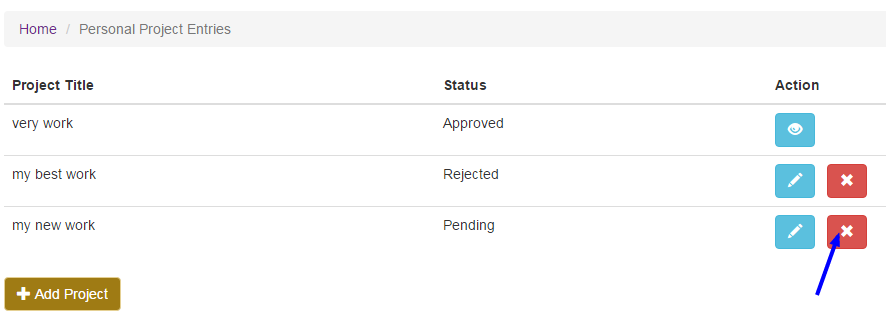 Home / Personal Project Entries
Project Title Status Action
very work Approved
my best work Rejected
my new work Pending
Add Project